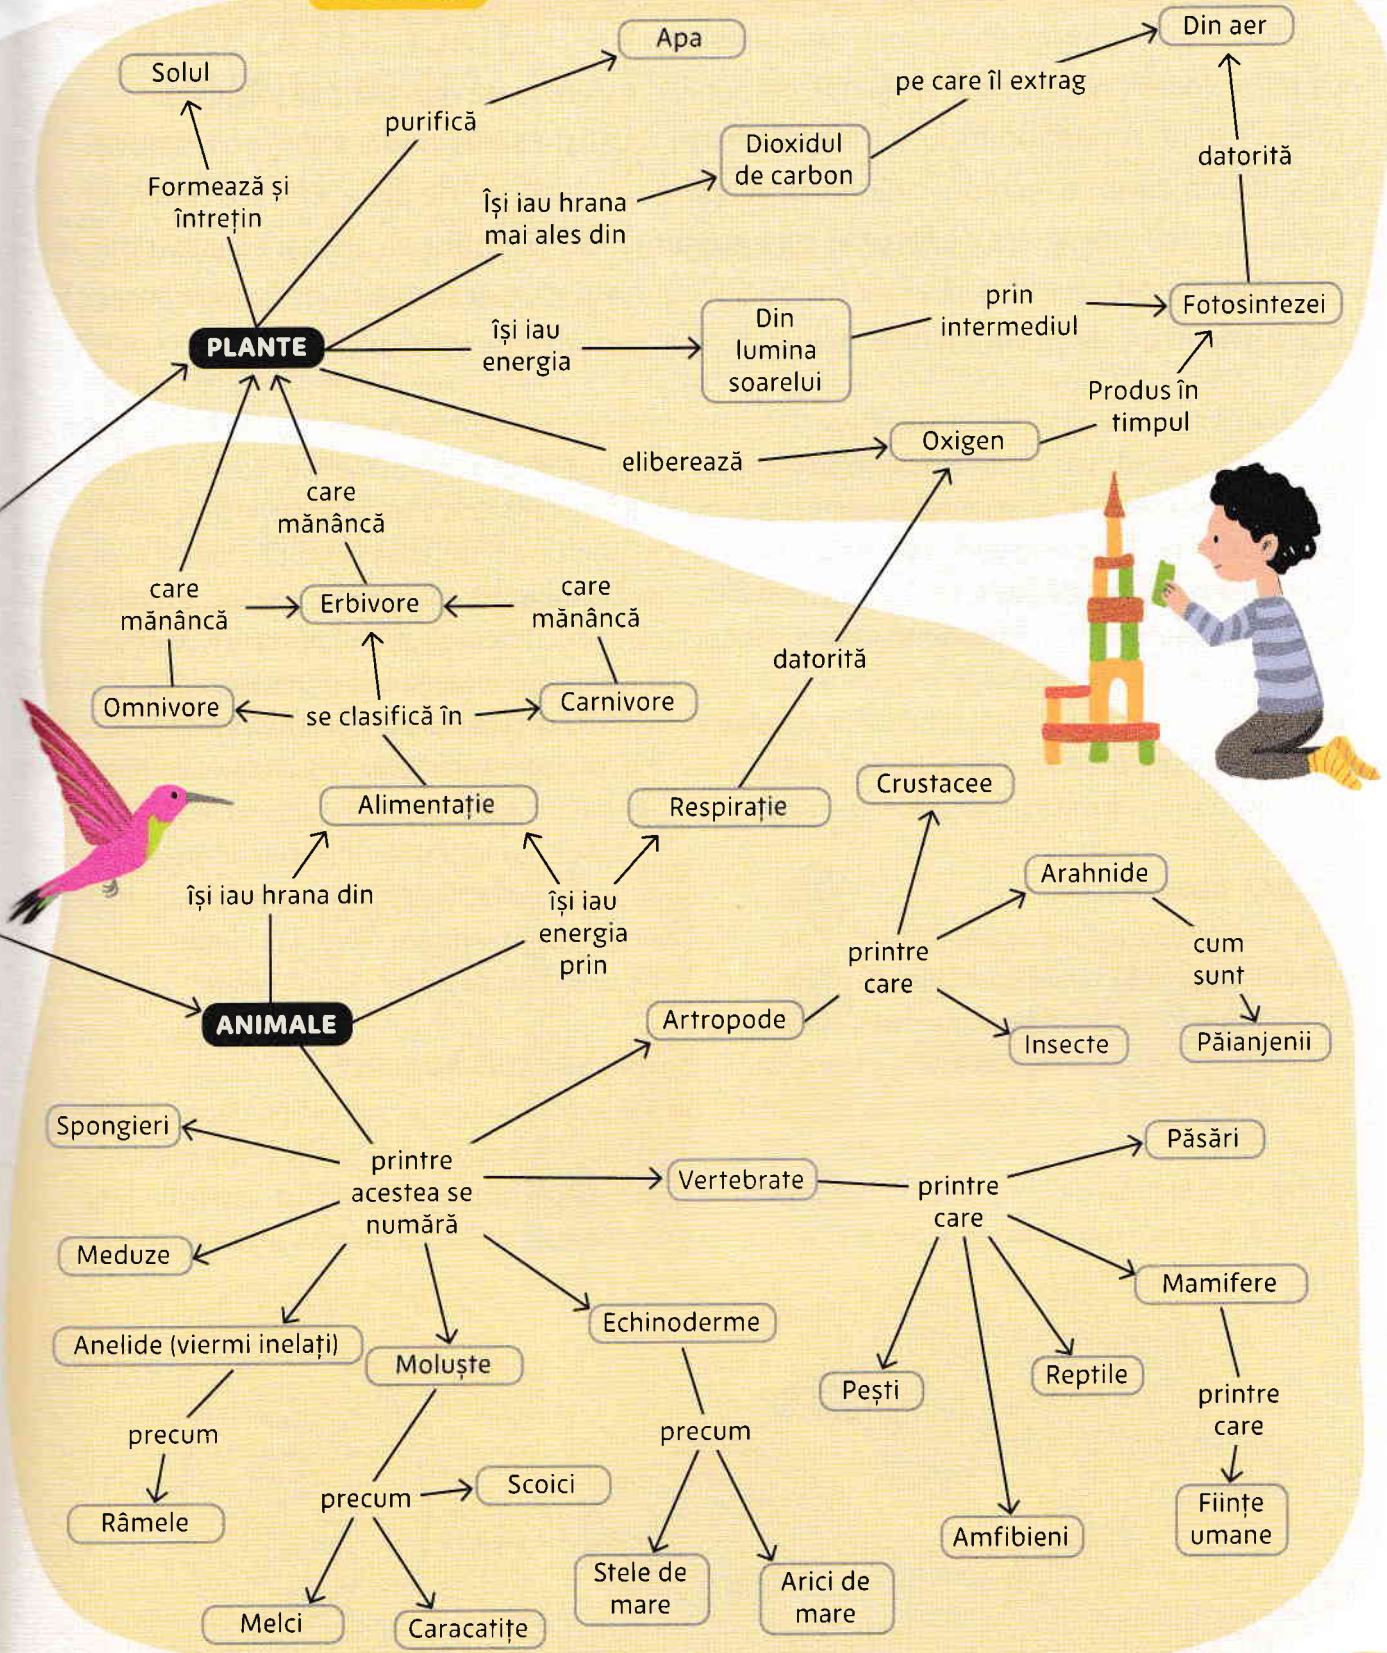 Solul
Apa
Din aer
pe care îl extrag
purifică
Dioxidul
de carbon
datorită
Formează și
întrețin
Își iau hrana
mai ales din
PLANTE
își iau
energia
Din
lumina
soarelui
prin
intermediul
Fotosintezei
Produs în
timpul
eliberează
Oxigen
care
mănâncă
care
mănâncă
Erbivore
care
mănâncă
datorită
Omnivore
se clasifică în
Carnivore
Alimentație
Respirație
Crustacee
își iau hrana din
își iau
energia
prin
Arahnide
printre
care
cum
sunt
ANIMALE
Artropode
Insecte
Păianjenii
Spongieri
printre
acestea se
numără
Vertebrate
printre
care
Păsări
Meduze
Mamifere
Anelide (viermi inelați)
Moluște
Echinoderme
Pești
Reptile
printre
care
precum
precum
precum
Scoici
Râmele
Amfibieni
Ființe
umane
Stele de
mare
Arici de
mare
Melci
Caracatițe